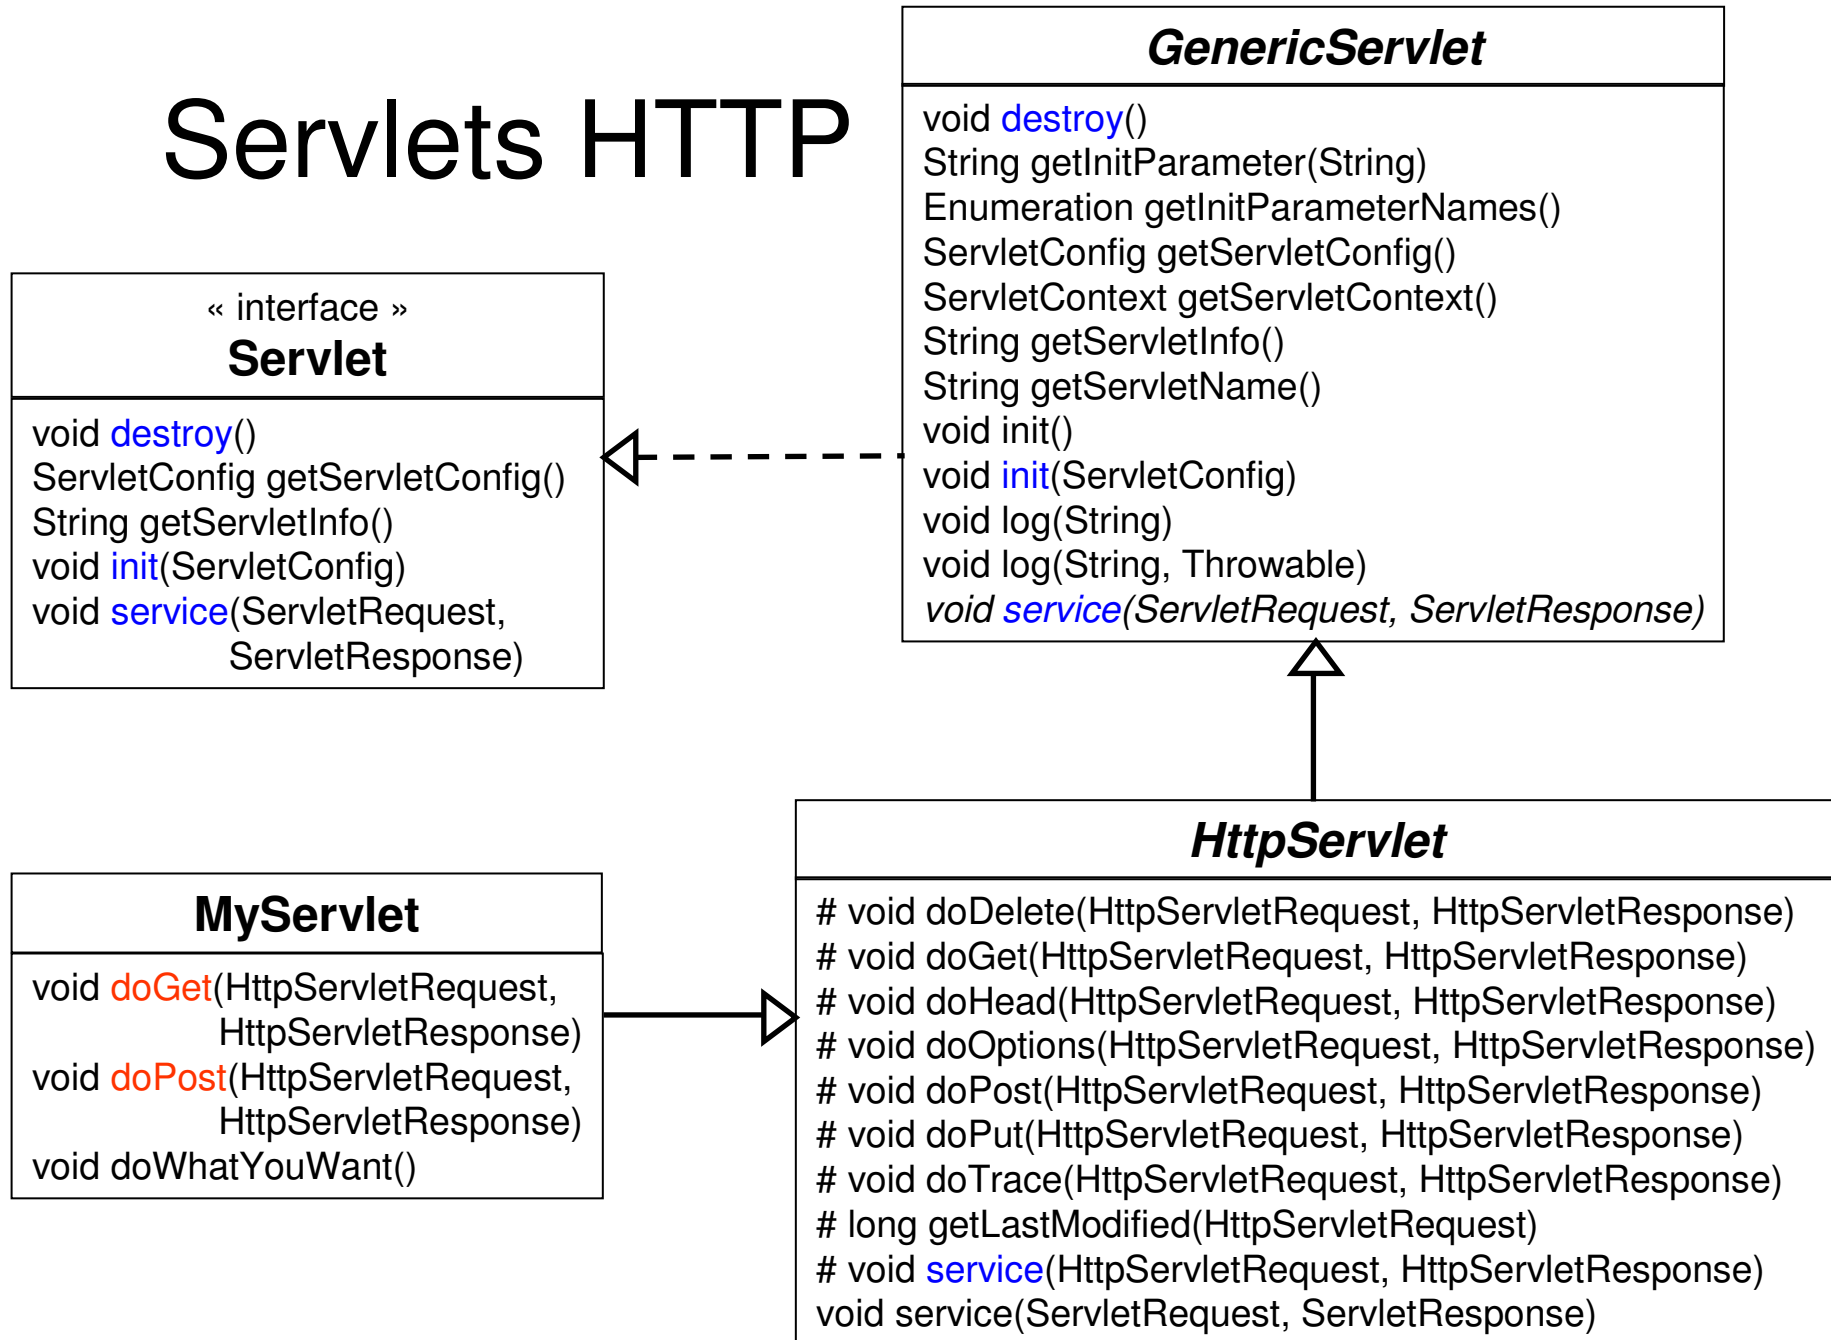 Servlets HTTP
« interface »
Servlet
void destroy()
ServletConfig getServletConfig()
String getServletInfo()
void init(ServletConfig)
void service(ServletRequest,
ServletResponse)
GenericServlet
void destroy()
String getInitParameter(String)
Enumeration getInitParameterNames()
ServletConfig getServletConfig()
ServletContext getServletContext()
String getServletInfo()
String getServletName()
void init()
void init(ServletConfig)
void log(String)
void log(String, Throwable)
void service(ServletRequest, ServletResponse)
MyServlet
void doGet(HttpServletRequest,
HttpServletResponse)
void doPost(HttpServletRequest,
HttpServletResponse)
void doWhatYouWant()
HttpServlet
# void doDelete(HttpServletRequest, HttpServletResponse)
# void doGet(HttpServletRequest, HttpServletResponse)
# void doHead(HttpServletRequest, HttpServletResponse)
# void doOptions(HttpServletRequest, HttpServletResponse)
# void doPost(HttpServletRequest, HttpServletResponse)
# void doPut(HttpServletRequest, HttpServletResponse)
# void doTrace(HttpServletRequest, HttpServletResponse)
# long getLastModified(HttpServletRequest)
# void service(HttpServletRequest, HttpServletResponse)
void service(ServletRequest, ServletResponse)